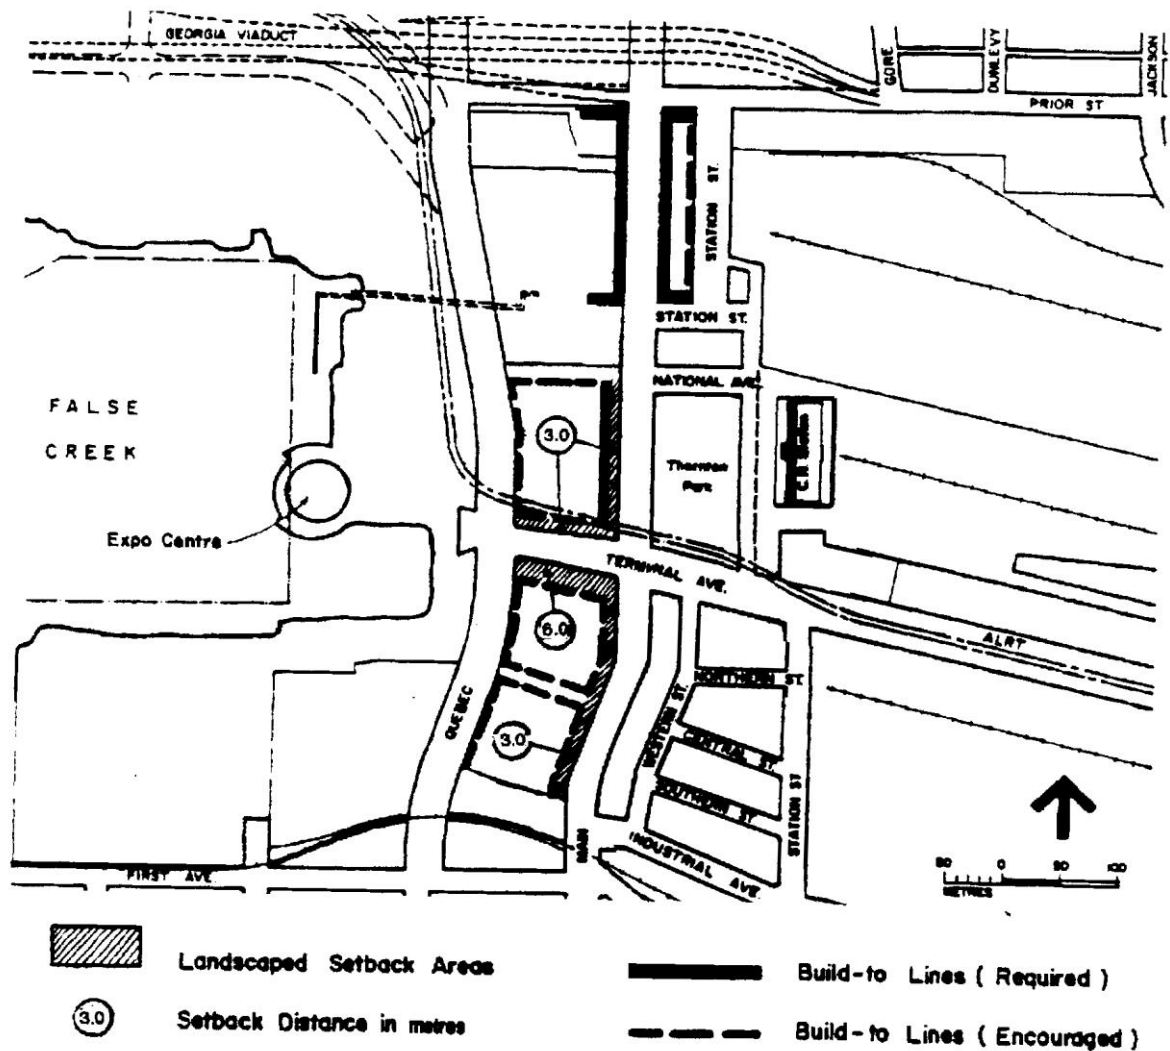 GEORGIA VIADUCT
GORE
DUNLEVY
JACKSON
PRIOR ST
STATION ST.
STATION ST.
NATIONAL AVE.
FALSE
CREEK
3.0
Thornton
Park
C.N. Station
Expo Centre
TERMINAL AVE.
6.0
ALRT
NORTHERN ST.
QUEBEC
WESTERN ST.
CENTRAL ST.
3.0
SOUTHERN ST.
STATION ST
MAIN
INDUSTRIAL AVE.
FIRST AVE.
50 0 50 100
METRES
Landscaped Setback Areas
Build-to Lines ( Required )
3.0
Setback Distance in metres
Build-to Lines ( Encouraged )